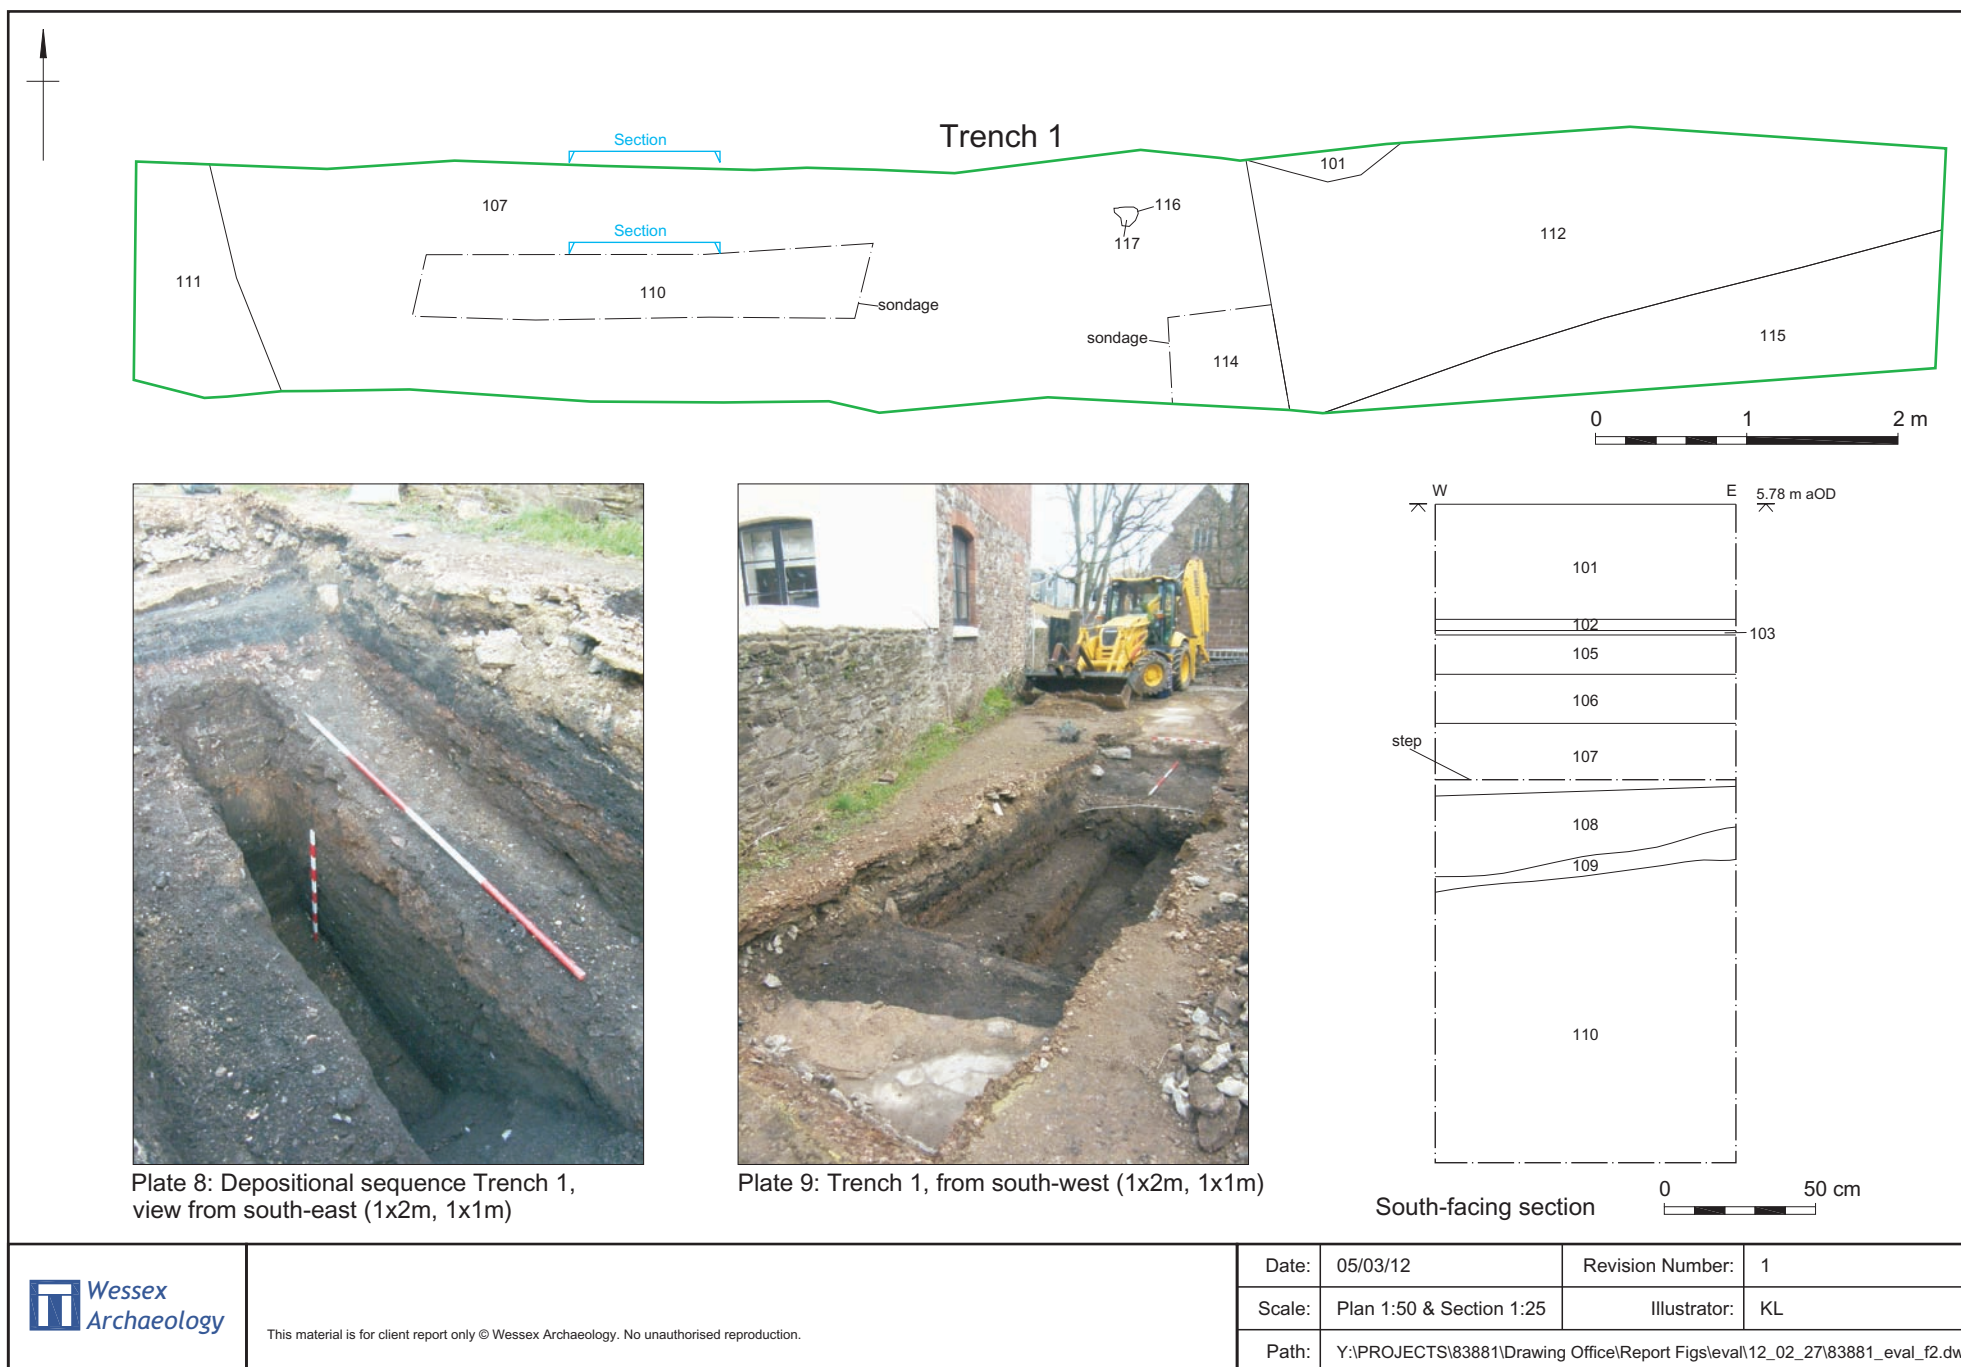 Trench 1
Section
101
107
116
117
112
Section
111
110
sondage
sondage
114
115
0 1 2 m
W E 5.78 m aOD
101
102
103
105
106
step
107
108
109
110
Plate 8: Depositional sequence Trench 1,
view from south-east (1x2m, 1x1m)
Plate 9: Trench 1, from south-west (1x2m, 1x1m)
South-facing section
0 50 cm
Wessex
Archaeology
This material is for client report only © Wessex Archaeology. No unauthorised reproduction.
Date: 05/03/12 Revision Number: 1
Scale: Plan 1:50 & Section 1:25 Illustrator: KL
Path: Y:\PROJECTS\83881\Drawing Office\Report Figs\eval\12_02_27\83881_eval_f2.dw